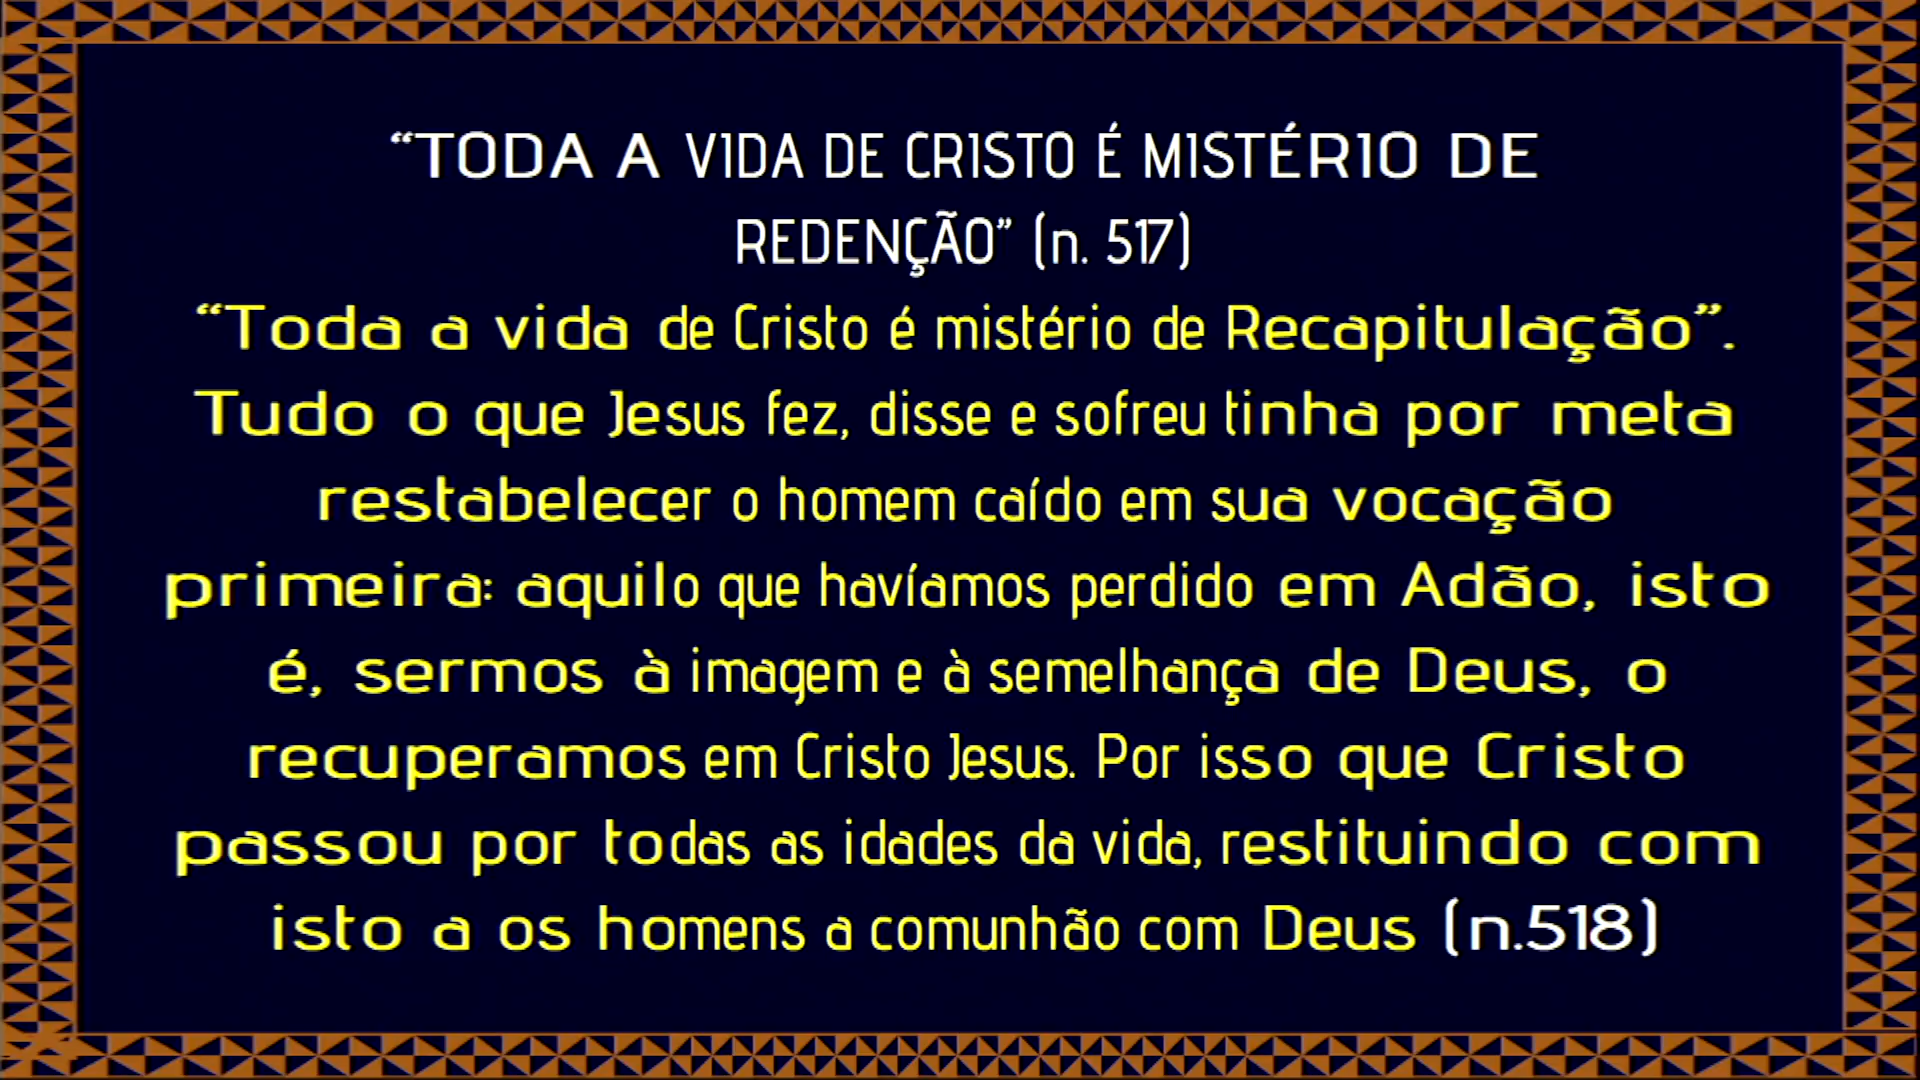 “TODA A VIDA DE CRISTO É MISTÉRIO DE
REDENÇÃO” (n. 517)
“Toda a vida de Cristo é mistério de Recapitulação”.
Tudo o que Jesus fez, disse e sofreu tinha por meta
restabelecer o homem caído em sua vocação
primeira: aquilo que havíamos perdido em Adão, isto
é, sermos à imagem e à semelhança de Deus, o
recuperamos em Cristo Jesus. Por isso que Cristo
passou por todas as idades da vida, restituindo com
isto a os homens a comunhão com Deus (n.518)